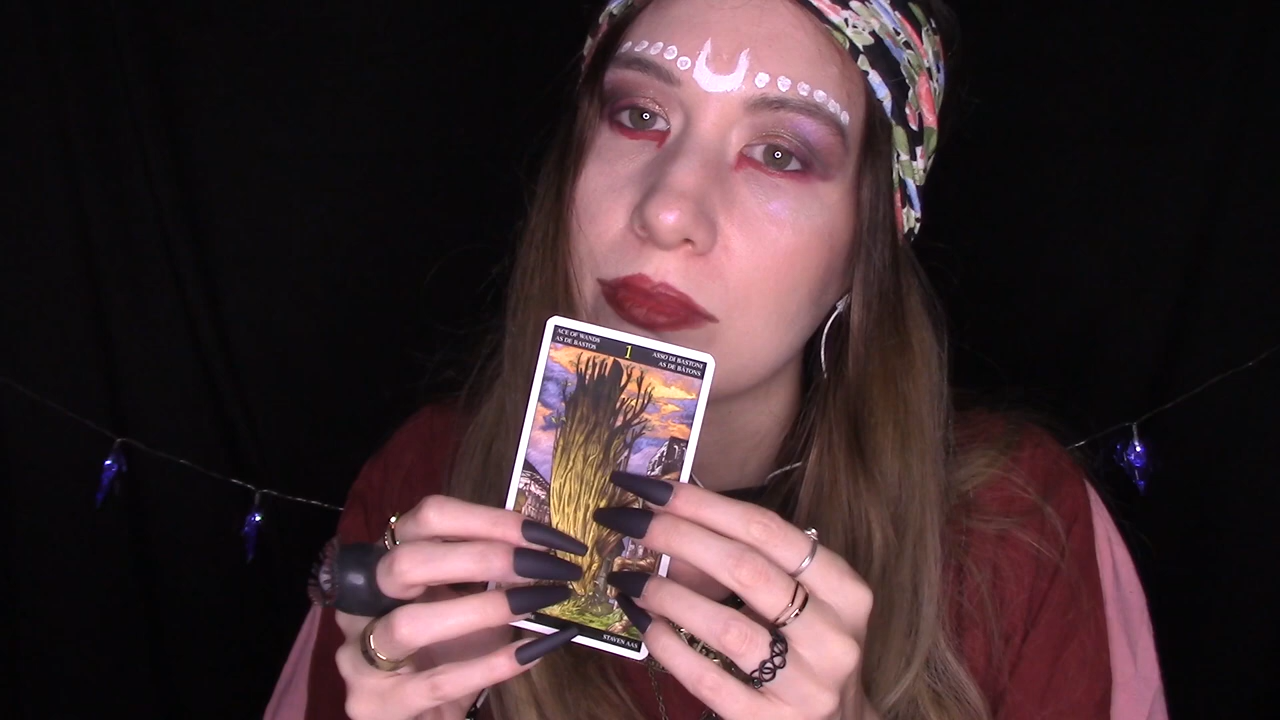 ACE OF WANDS
AS DE BASTOS
1
ASSO DI BASTONI
AS DE BÂTONS
STAVEN AAS